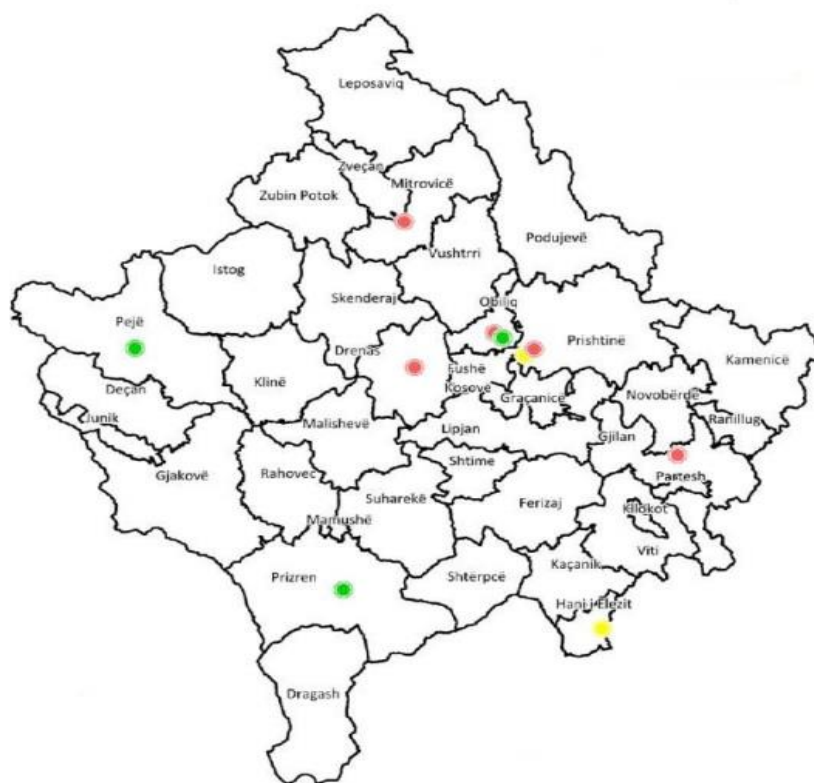 Leposaviq
Zveçan
Mitrovicë
Zubin Potok
Podujevë
Vushtrri
Istog
Skenderaj
Obiliq
Pejë
Prishtinë
Drenas
Kamenicë
Fushë
Kosovë
Klinë
Deçan
Graçanicë
Novobërdë
Junik
Malishevë
Lipjan
Gjilan
Ranillug
Shtime
Gjakovë
Rahovec
Partesh
Suharekë
Ferizaj
Kllokot
Mamushë
Viti
Kaçanik
Prizren
Shtërpcë
Hani i Elezit
Dragash